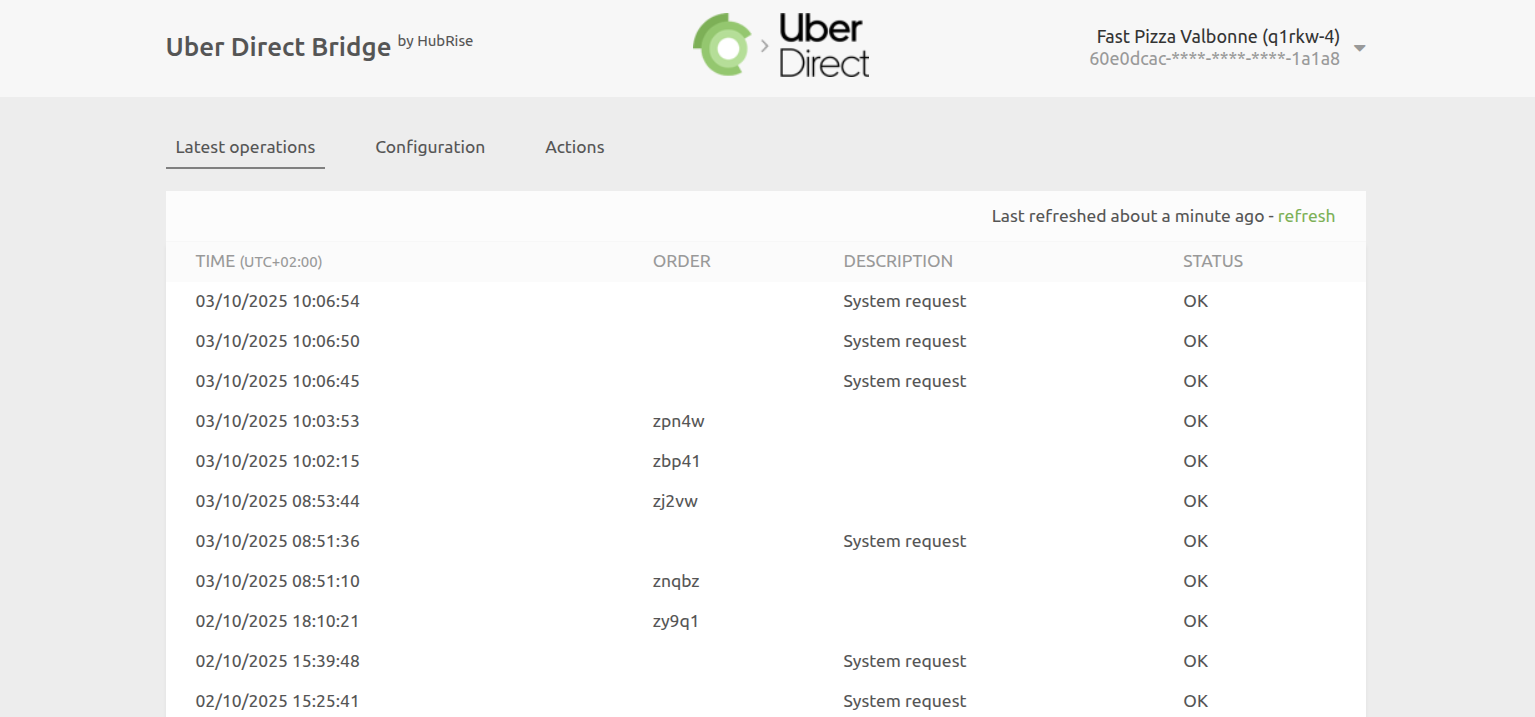 Uber Direct Bridge by HubRise
Uber
Direct
Fast Pizza Valbonne (q1rkw-4)
60e0dcac-****-****-****-1a1a8
Latest operations Configuration Actions
Last refreshed about a minute ago - refresh
TIME (UTC+02:00) ORDER DESCRIPTION STATUS
03/10/2025 10:06:54 System request OK
03/10/2025 10:06:50 System request OK
03/10/2025 10:06:45 System request OK
03/10/2025 10:03:53 zpn4w OK
03/10/2025 10:02:15 zbp41 OK
03/10/2025 08:53:44 zj2vw OK
03/10/2025 08:51:36 System request OK
03/10/2025 08:51:10 znqbz OK
02/10/2025 18:10:21 zy9q1 OK
02/10/2025 15:39:48 System request OK
02/10/2025 15:25:41 System request OK